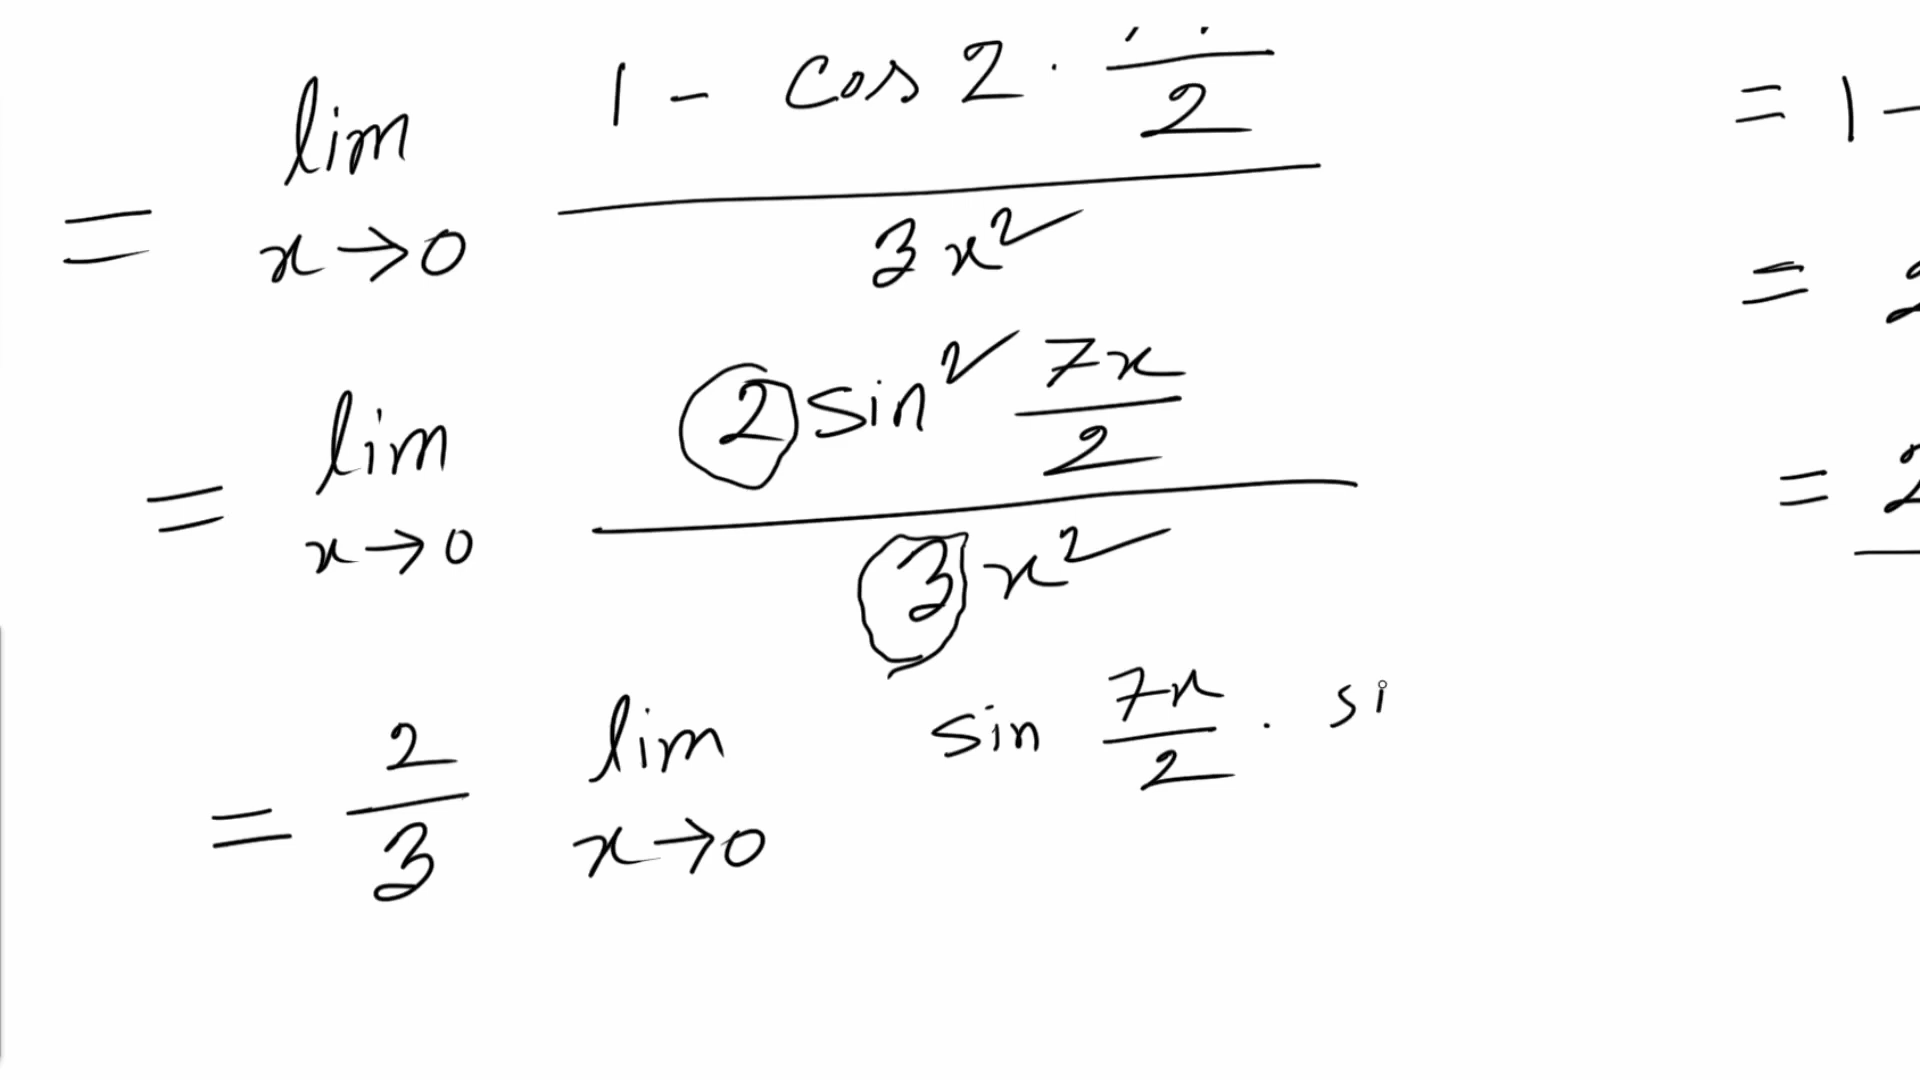 = lim x→0 (1 - cos 2 · /2) / (3x²)
= lim x→0 (2 sin² 7x/2) / (3x²)
= 2/3 lim x→0 sin 7x/2 · si
= 1 -
=
= 2